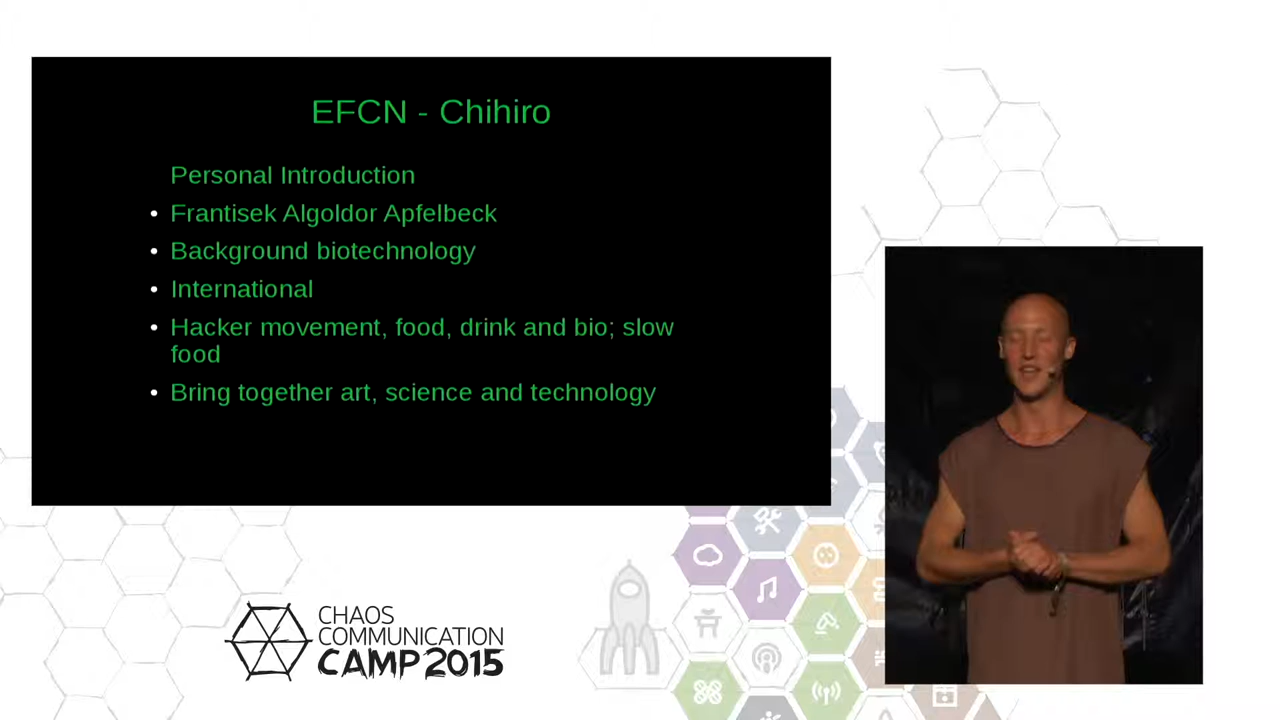 EFCN - Chihiro
Personal Introduction
• Frantisek Algoldor Apfelbeck
• Background biotechnology
• International
• Hacker movement, food, drink and bio; slow
food
• Bring together art, science and technology
CHAOS
COMMUNICATION
CAMP 2015